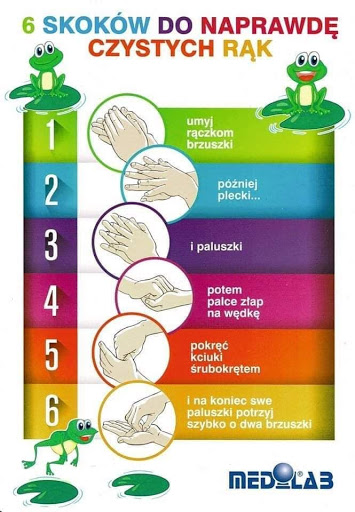 6 SKOKÓW DO NAPRAWDĘ
CZYSTYCH RĄK
1
umyj
rączkom
brzuszki
2
później
plecki...
3
i paluszki
4
potem
palce złap
na wędkę
5
pokręć
kciuki
śrubokrętem
6
i na koniec swe
paluszki potrzyj
szybko o dwa brzuszki
MEDOLAB